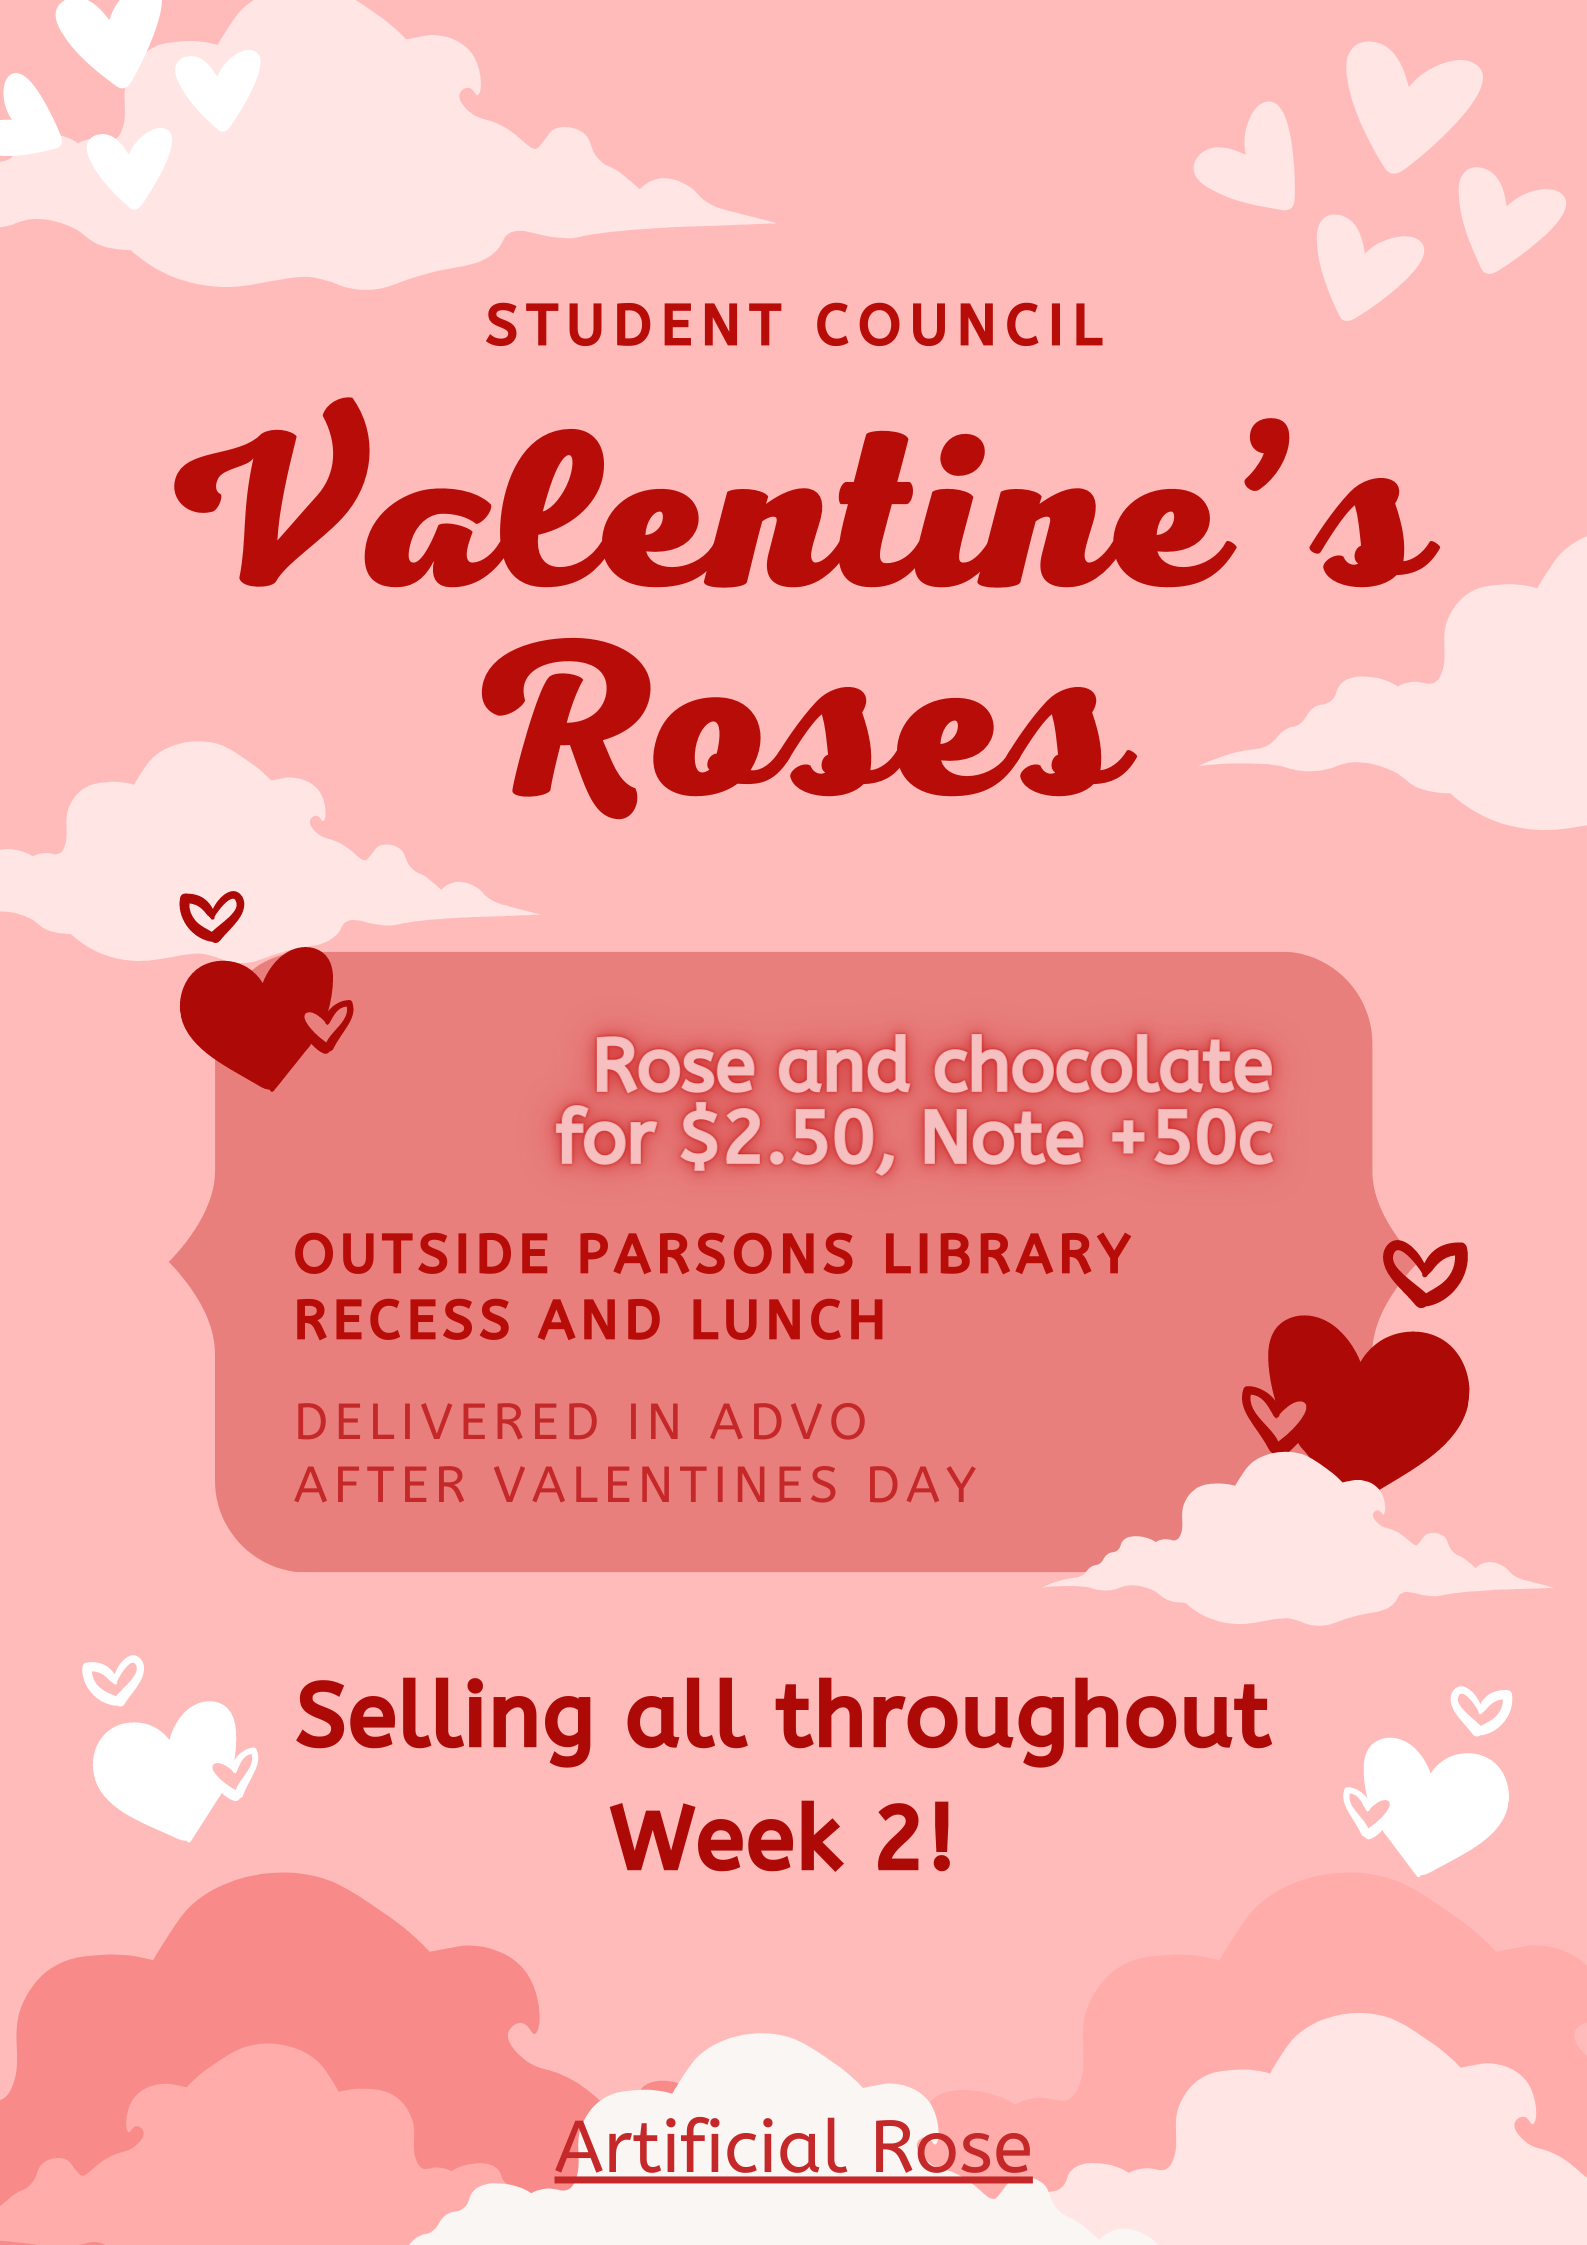 STUDENT COUNCIL
Valentine’s
Roses
Rose and chocolate
for $2.50, Note +50c
OUTSIDE PARSONS LIBRARY
RECESS AND LUNCH
DELIVERED IN ADVO
AFTER VALENTINES DAY
Selling all throughout
Week 2!
Artificial Rose